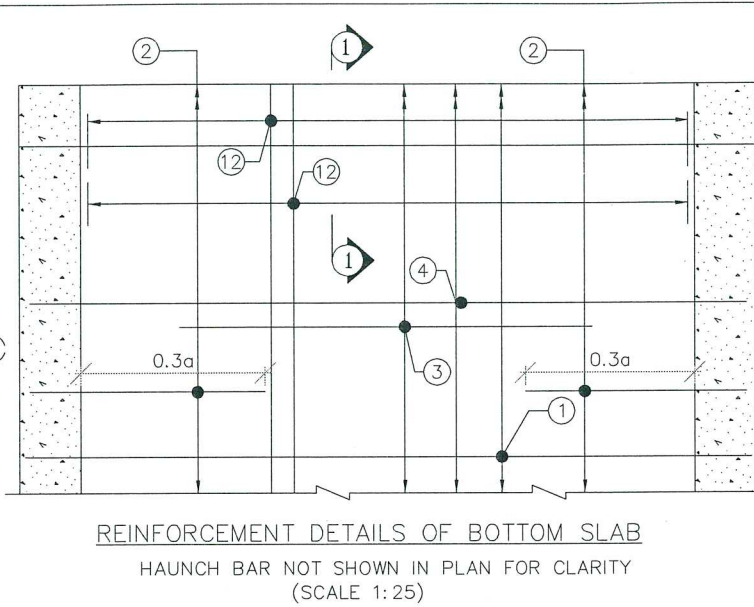 2
1
2
12
12
1
4
3
0.3a
0.3a
1
REINFORCEMENT DETAILS OF BOTTOM SLAB
HAUNCH BAR NOT SHOWN IN PLAN FOR CLARITY
(SCALE 1:25)